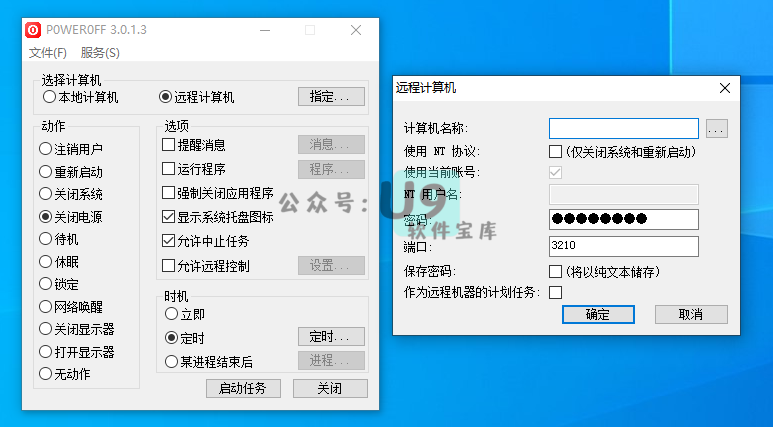 P0WER0FF 3.0.1.3
文件(F) 服务(S)
选择计算机
本地计算机 远程计算机 指定...
动作
注销用户
重新启动
关闭系统
关闭电源
待机
休眠
锁定
网络唤醒
关闭显示器
打开显示器
无动作
选项
提醒消息 消息...
运行程序 程序...
强制关闭应用程序
显示系统托盘图标
允许中止任务
允许远程控制 设置...
时机
立即
定时 定时...
某进程结束后 进程...
启动任务 关闭
公众号:U9
软件宝库
远程计算机
计算机名称: ...
使用 NT 协议: (仅关闭系统和重新启动)
使用当前账号:
NT 用户名:
密码: ●●●●●●●●
端口: 3210
保存密码: (将以纯文本储存)
作为远程机器的计划任务:
确定 取消